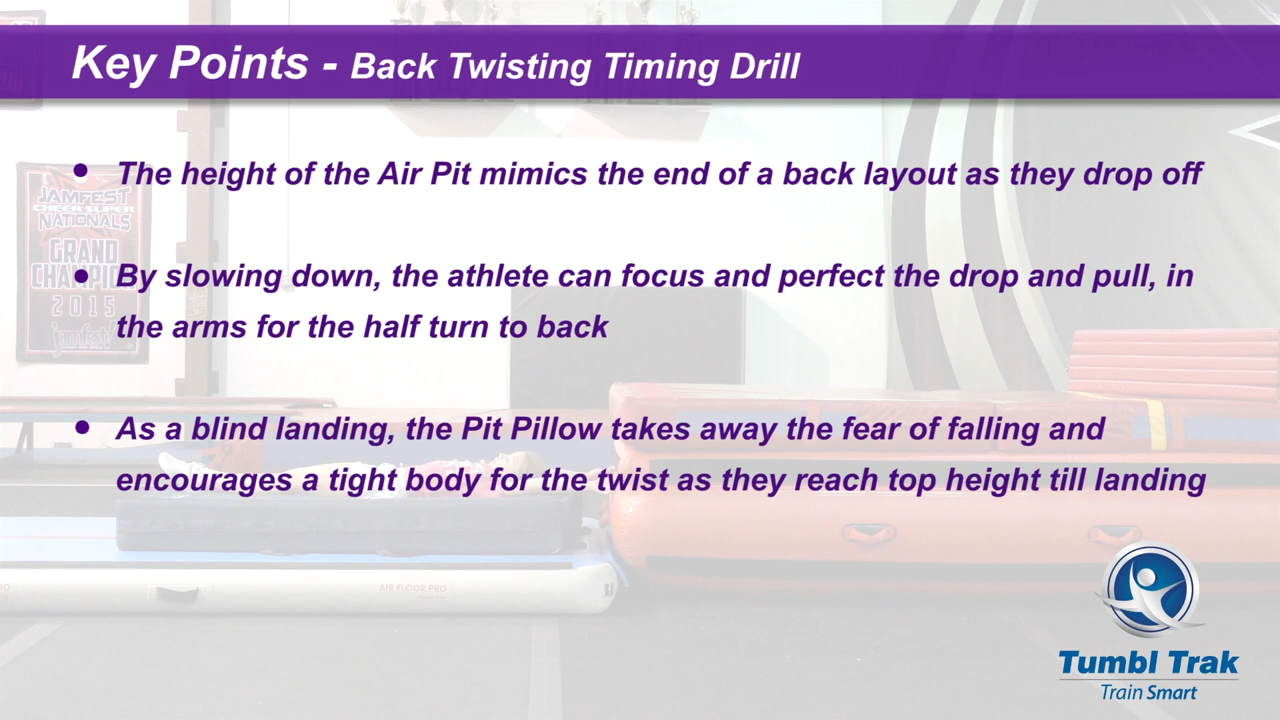 Key Points - Back Twisting Timing Drill
• The height of the Air Pit mimics the end of a back layout as they drop off
• By slowing down, the athlete can focus and perfect the drop and pull, in
the arms for the half turn to back
• As a blind landing, the Pit Pillow takes away the fear of falling and
encourages a tight body for the twist as they reach top height till landing
JAMFEST
CHEER SUPER
NATIONALS
GRAND
CHAMPIO
2015
jamfest
AIR FLOOR PRO
Tumbl Trak
Train Smart